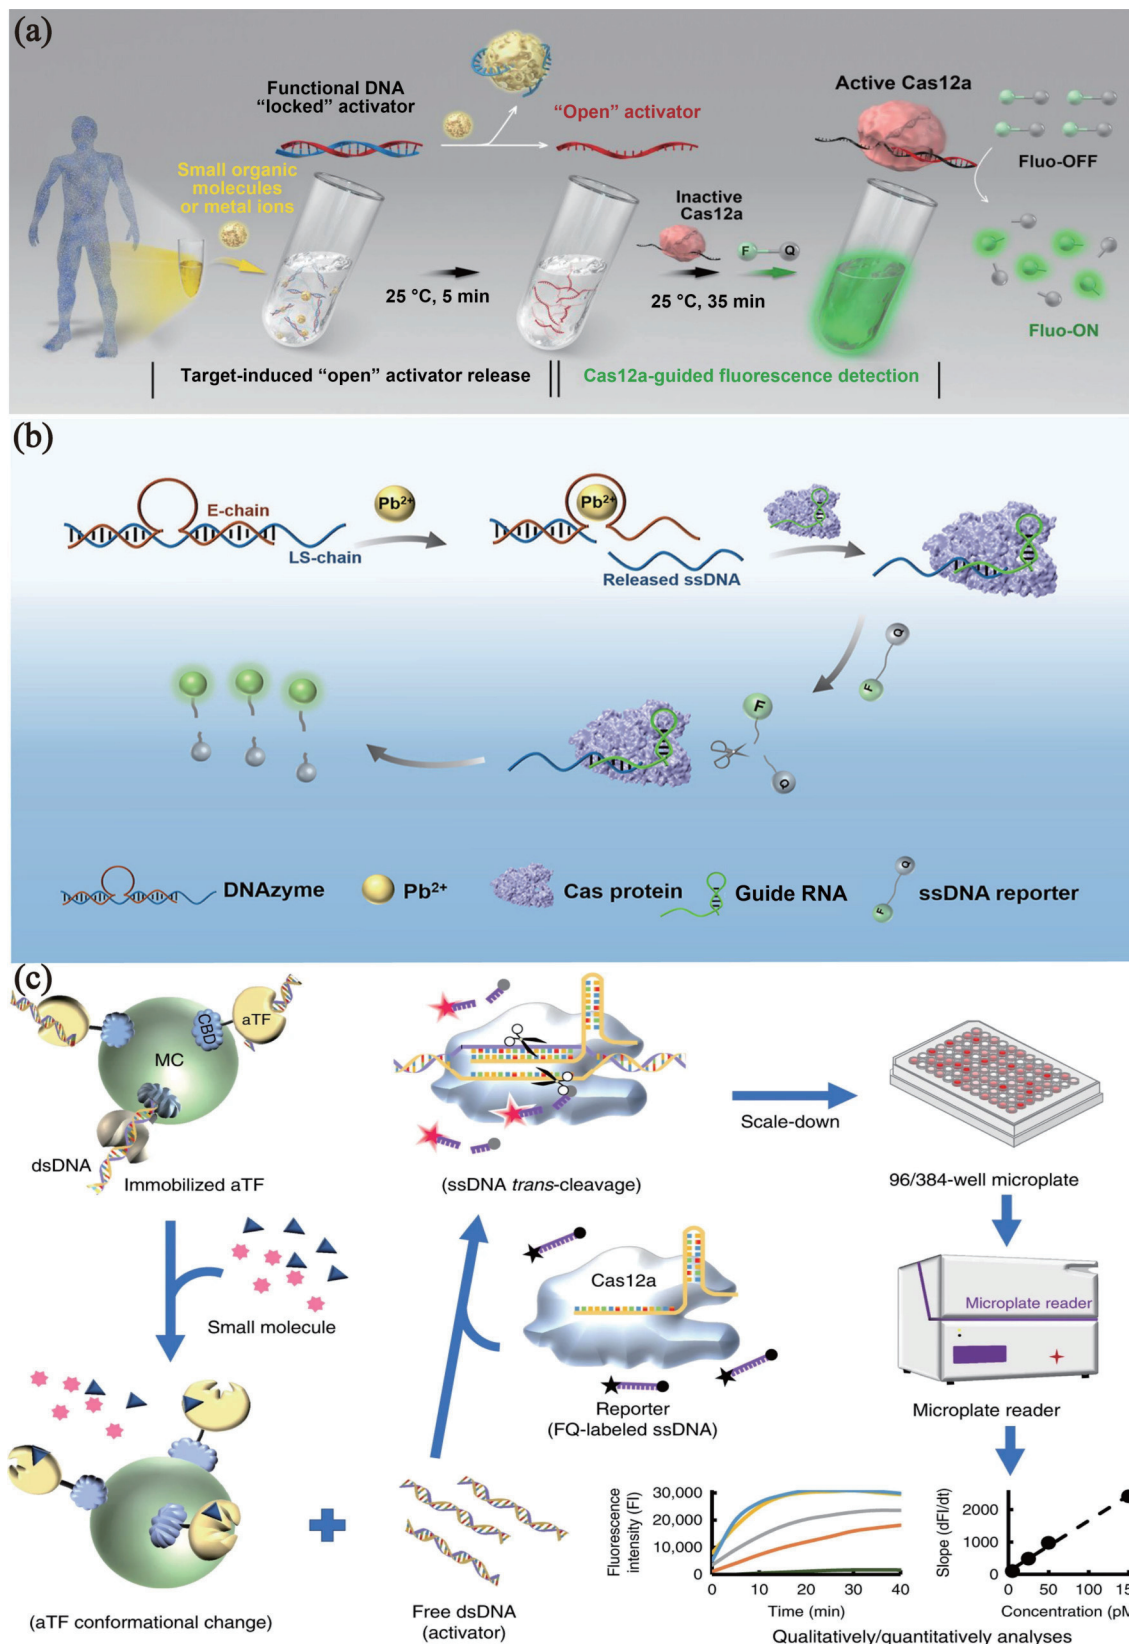 (a)
Functional DNA
“locked” activator
“Open” activator
Active Cas12a
Fluo-OFF
Small organic
molecules
or metal ions
Inactive
Cas12a
F
Q
25 °C, 5 min
25 °C, 35 min
Fluo-ON
Target-induced “open” activator release
Cas12a-guided fluorescence detection
(b)
E-chain
LS-chain
Pb²⁺
Pb²⁺
Released ssDNA
Q
F
F
Q
DNAzyme
Pb²⁺
Cas protein
Guide RNA
Q
F
ssDNA reporter
(c)
MC
CBD
aTF
dsDNA
Immobilized aTF
(ssDNA trans-cleavage)
Scale-down
96/384-well microplate
Small molecule
Cas12a
Reporter
(FQ-labeled ssDNA)
Microplate reader
Microplate reader
(aTF conformational change)
Free dsDNA
(activator)
Fluorescence
intensity (FI)
30,000
20,000
10,000
0
0
10
20
30
40
Time (min)
Slope (dFI/dt)
2000
1000
0
0
50
100
Concentration (pM
Qualitatively/quantitatively analyses